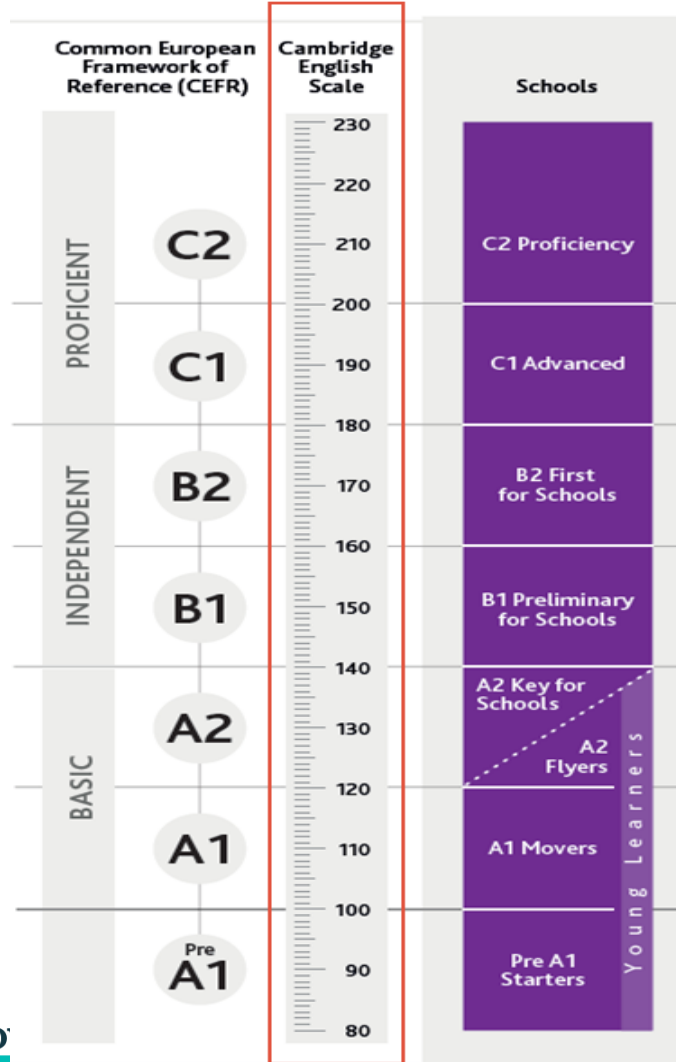 Common European
Framework of
Reference (CEFR)
Cambridge
English
Scale
Schools
230
220
C2
210
C2 Proficiency
PROFICIENT
200
C1
190
C1 Advanced
180
B2
170
B2 First
for Schools
INDEPENDENT
160
B1
150
B1 Preliminary
for Schools
140
A2 Key for
Schools
A2
130
A2
Flyers
BASIC
120
Young Learners
A1
110
A1 Movers
100
Pre
A1
90
Pre A1
Starters
80